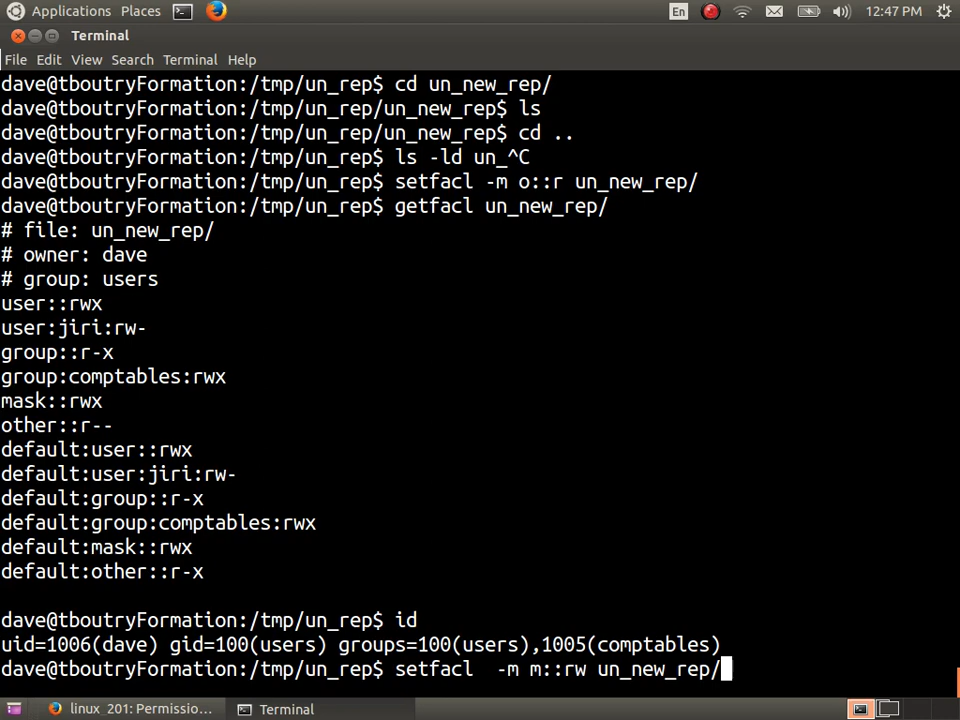 Applications Places En 12:47 PM
Terminal
File Edit View Search Terminal Help
dave@tboutryFormation:/tmp/un_rep$ cd un_new_rep/
dave@tboutryFormation:/tmp/un_rep/un_new_rep$ ls
dave@tboutryFormation:/tmp/un_rep/un_new_rep$ cd ..
dave@tboutryFormation:/tmp/un_rep$ ls -ld un_^C
dave@tboutryFormation:/tmp/un_rep$ setfacl -m o::r un_new_rep/
dave@tboutryFormation:/tmp/un_rep$ getfacl un_new_rep/
# file: un_new_rep/
# owner: dave
# group: users
user::rwx
user:jiri:rw-
group::r-x
group:comptables:rwx
mask::rwx
other::r--
default:user::rwx
default:user:jiri:rw-
default:group::r-x
default:group:comptables:rwx
default:mask::rwx
default:other::r-x
dave@tboutryFormation:/tmp/un_rep$ id
uid=1006(dave) gid=100(users) groups=100(users),1005(comptables)
dave@tboutryFormation:/tmp/un_rep$ setfacl  -m m::rw un_new_rep/
linux_201: Permissio... Terminal